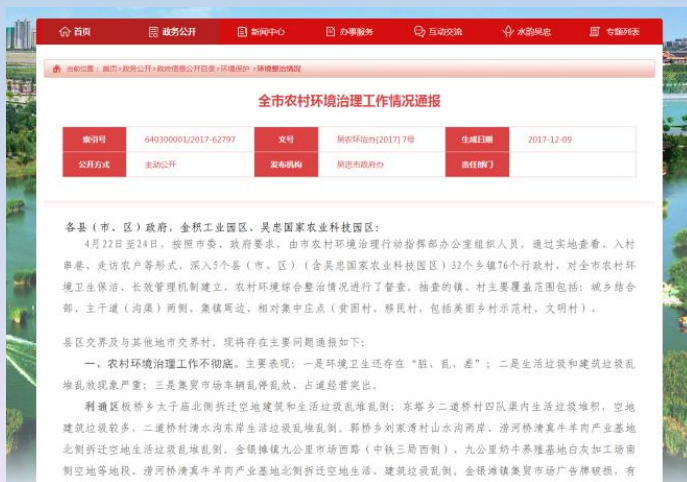 首页 政务公开 新闻中心 办事服务 互动交流 水韵吴忠 专题列表
当前位置：首页>政务公开>政府信息公开目录>环境保护>环境整治情况
全市农村环境治理工作情况通报
索引号 640300001/2017-62797 文号 吴农环治办[2017] 7号 生成日期 2017-12-09
公开方式 主动公开 发布机构 吴忠市政府办 责任部门
各县（市、区）政府，金积工业园区、吴忠国家农业科技园区：
4月22日至24日，按照市委、政府要求，由市农村环境治理行动指挥部办公室组织人员，通过实地查看、入村
串巷、走访农户等形式，深入5个县（市、区）（含吴忠国家农业科技园区）32个乡镇76个行政村，对全市农村环
境卫生保洁、长效管理机制建立、农村环境综合整治情况进行了督查。抽查的镇、村主要覆盖范围包括：城乡结合
部、主干道（沟渠）两侧、集镇周边、相对集中庄点（贫困村、移民村，包括美丽乡村示范村、文明村）、
县区交界及与其他地市交界村。现将存在主要问题通报如下：
一、农村环境治理工作不彻底。主要表现：一是环境卫生还存在“脏、乱、差”；二是生活垃圾和建筑垃圾乱
堆乱放现象严重；三是集贸市场车辆乱停乱放、占道经营突出。
利通区板桥乡太子庙北侧拆迁空地建筑和生活垃圾乱堆乱倒；东塔乡二道桥村四队渠内生活垃圾堆积，空地
建筑垃圾较多、二道桥村清水沟东岸生活垃圾乱堆乱倒，郭桥乡刘家湾村山水沟两岸、涝河桥清真牛羊肉产业基地
北侧拆迁空地生活垃圾乱堆乱倒，金银滩镇九公里市场西路（中铁三局西侧）、九公里奶牛养殖基地白灰加工场南
侧空地等地段、涝河桥清真牛羊肉产业基地北侧拆迁空地生活、建筑垃圾乱倒，金银滩镇集贸市场广告牌破损，有